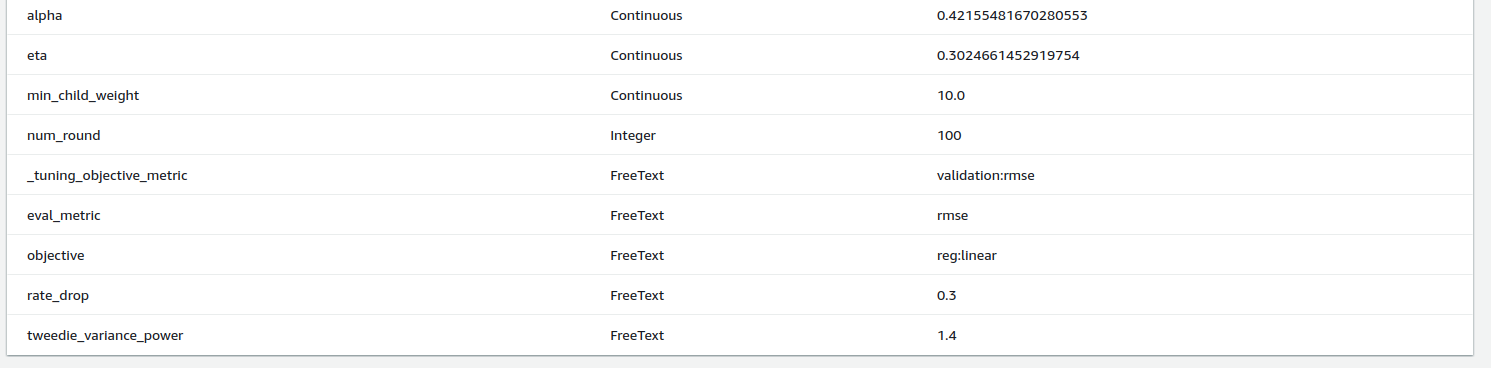 alpha Continuous 0.42155481670280553
eta Continuous 0.3024661452919754
min_child_weight Continuous 10.0
num_round Integer 100
_tuning_objective_metric FreeText validation:rmse
eval_metric FreeText rmse
objective FreeText reg:linear
rate_drop FreeText 0.3
tweedie_variance_power FreeText 1.4